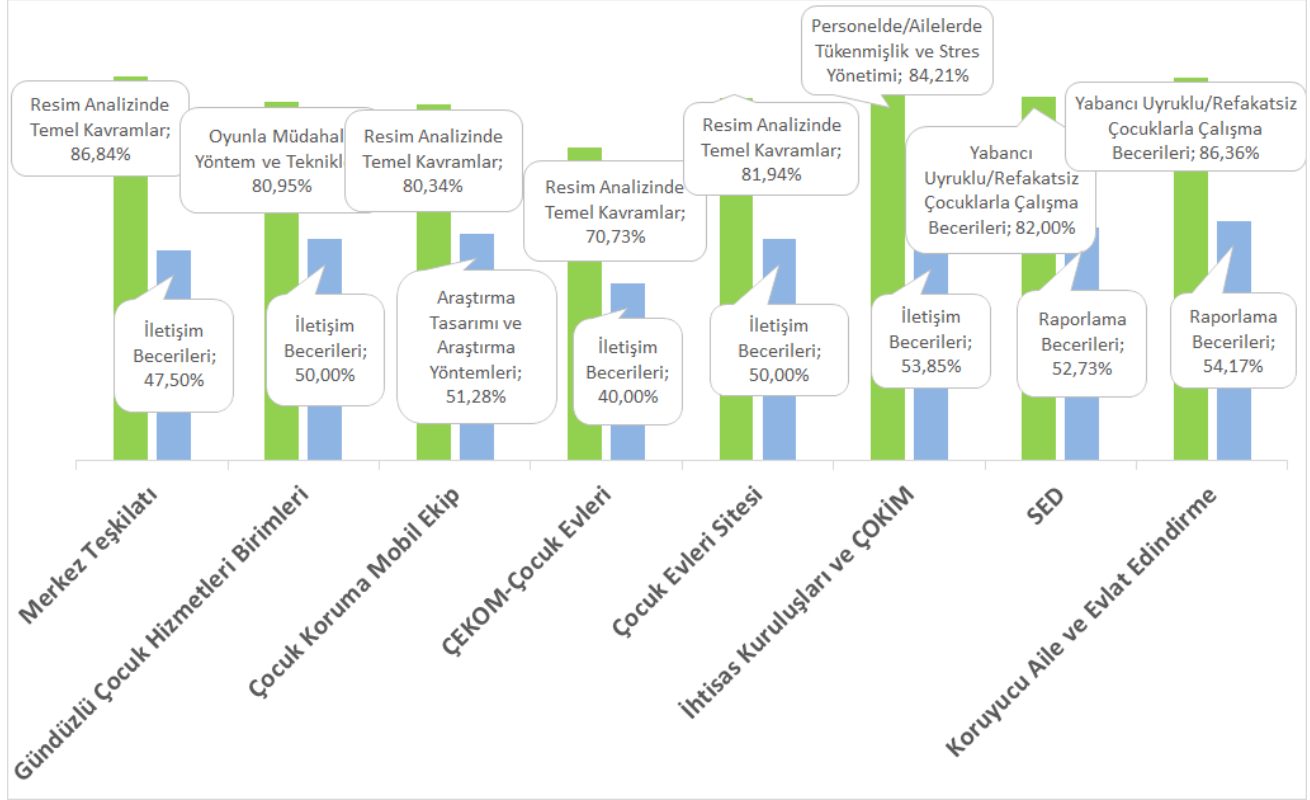 Resim Analizinde
Temel Kavramlar;
86,84%
Oyunla Müdahal
Yöntem ve Teknikl
80,95%
Resim Analizinde
Temel Kavramlar;
80,34%
Resim Analizinde
Temel Kavramlar;
70,73%
Resim Analizinde
Temel Kavramlar;
81,94%
Personelde/Ailelerde
Tükenmişlik ve Stres
Yönetimi; 84,21%
Yabancı
Uyruklu/Refakatsiz
Çocuklarla Çalışma
Becerileri; 82,00%
Yabancı Uyruklu/Refakatsiz
Çocuklarla Çalışma
Becerileri; 86,36%
İletişim
Becerileri;
47,50%
İletişim
Becerileri;
50,00%
Araştırma
Tasarımı ve
Araştırma
Yöntemleri;
51,28%
İletişim
Becerileri;
40,00%
İletişim
Becerileri;
50,00%
İletişim
Becerileri;
53,85%
Raporlama
Becerileri;
52,73%
Raporlama
Becerileri;
54,17%
Merkez Teşkilatı
Gündüzlü Çocuk Hizmetleri Birimleri
Çocuk Koruma Mobil Ekip
ÇEKOM-Çocuk Evleri
Çocuk Evleri Sitesi
İhtisas Kuruluşları ve ÇOKİM
SED
Koruyucu Aile ve Evlat Edindirme